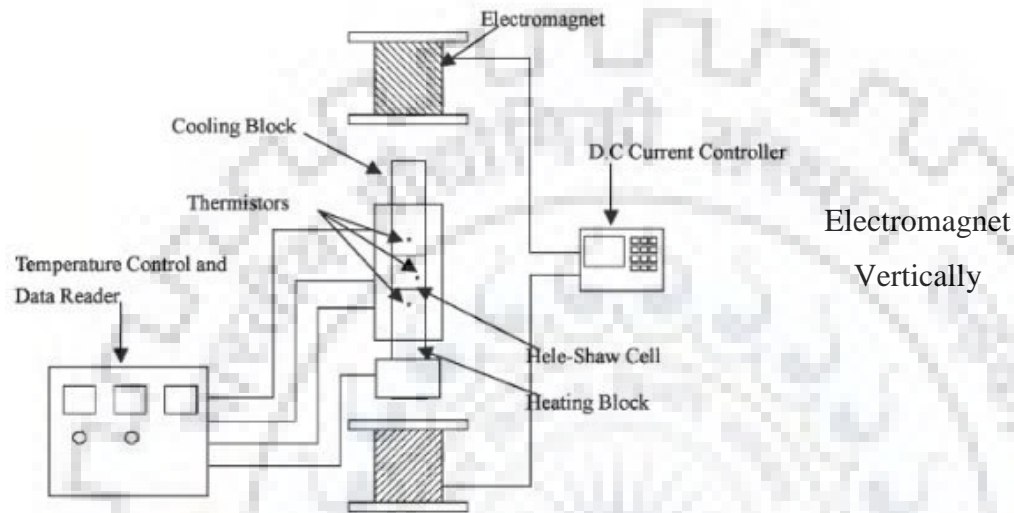 Electromagnet
Cooling Block
D.C Current Controller
Thermistors
Electromagnet
Vertically
Temperature Control and
Data Reader
Hele-Shaw Cell
Heating Block